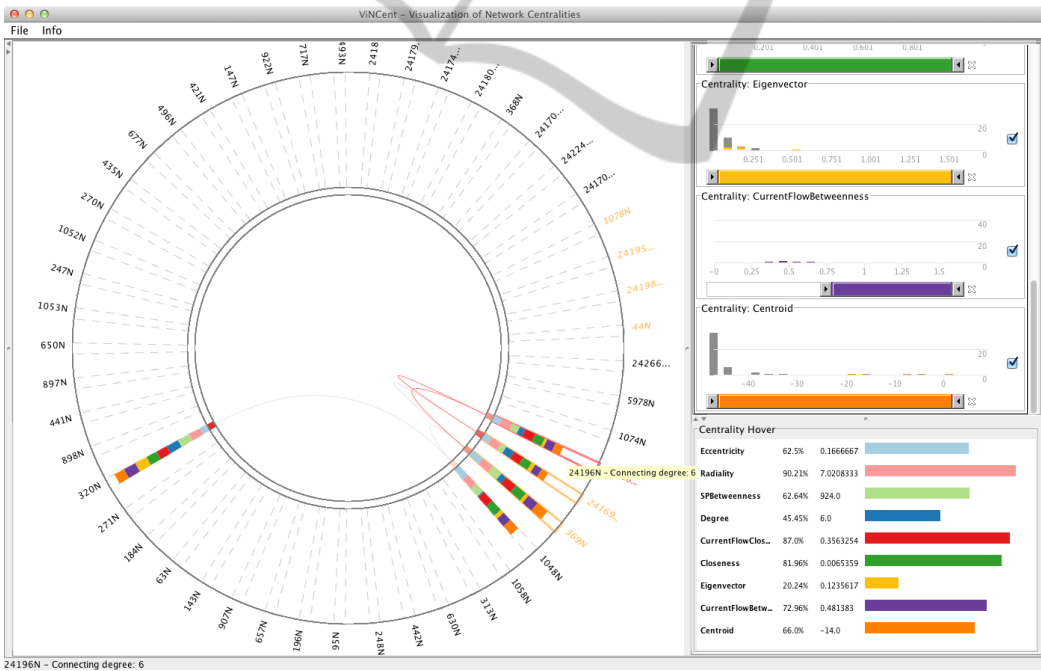 ViNCent - Visualization of Network Centralities
File Info
493N
2418
24179..
24174...
24180...
368N
24170...
24224...
24170...
1078N
24195...
24198...
44N
24266...
5978N
1074N
24169..
369N
1048N
1058N
313N
630N
442N
248N
95N
196N
657N
907N
143N
63N
184N
271N
320N
898N
441N
897N
650N
1053N
247N
1052N
270N
435N
677N
496N
421N
147N
922N
717N
24196N - Connecting degree: 6
0.201 0.401 0.601 0.801
Centrality: Eigenvector
20
0
0.251 0.501 0.751 1.001 1.251 1.501
Centrality: CurrentFlowBetweenness
40
20
0
-0 0.25 0.5 0.75 1 1.25 1.5
Centrality: Centroid
20
0
-40 -30 -20 -10 0
Centrality Hover
Eccentricity 62.5% 0.1666667
Radiality 90.21% 7.0208333
SPBetweenness 62.64% 924.0
Degree 45.45% 6.0
CurrentFlowClos... 87.0% 0.3563254
Closeness 81.96% 0.0065359
Eigenvector 20.24% 0.1235617
CurrentFlowBetw... 72.96% 0.481383
Centroid 66.0% -14.0
24196N - Connecting degree: 6